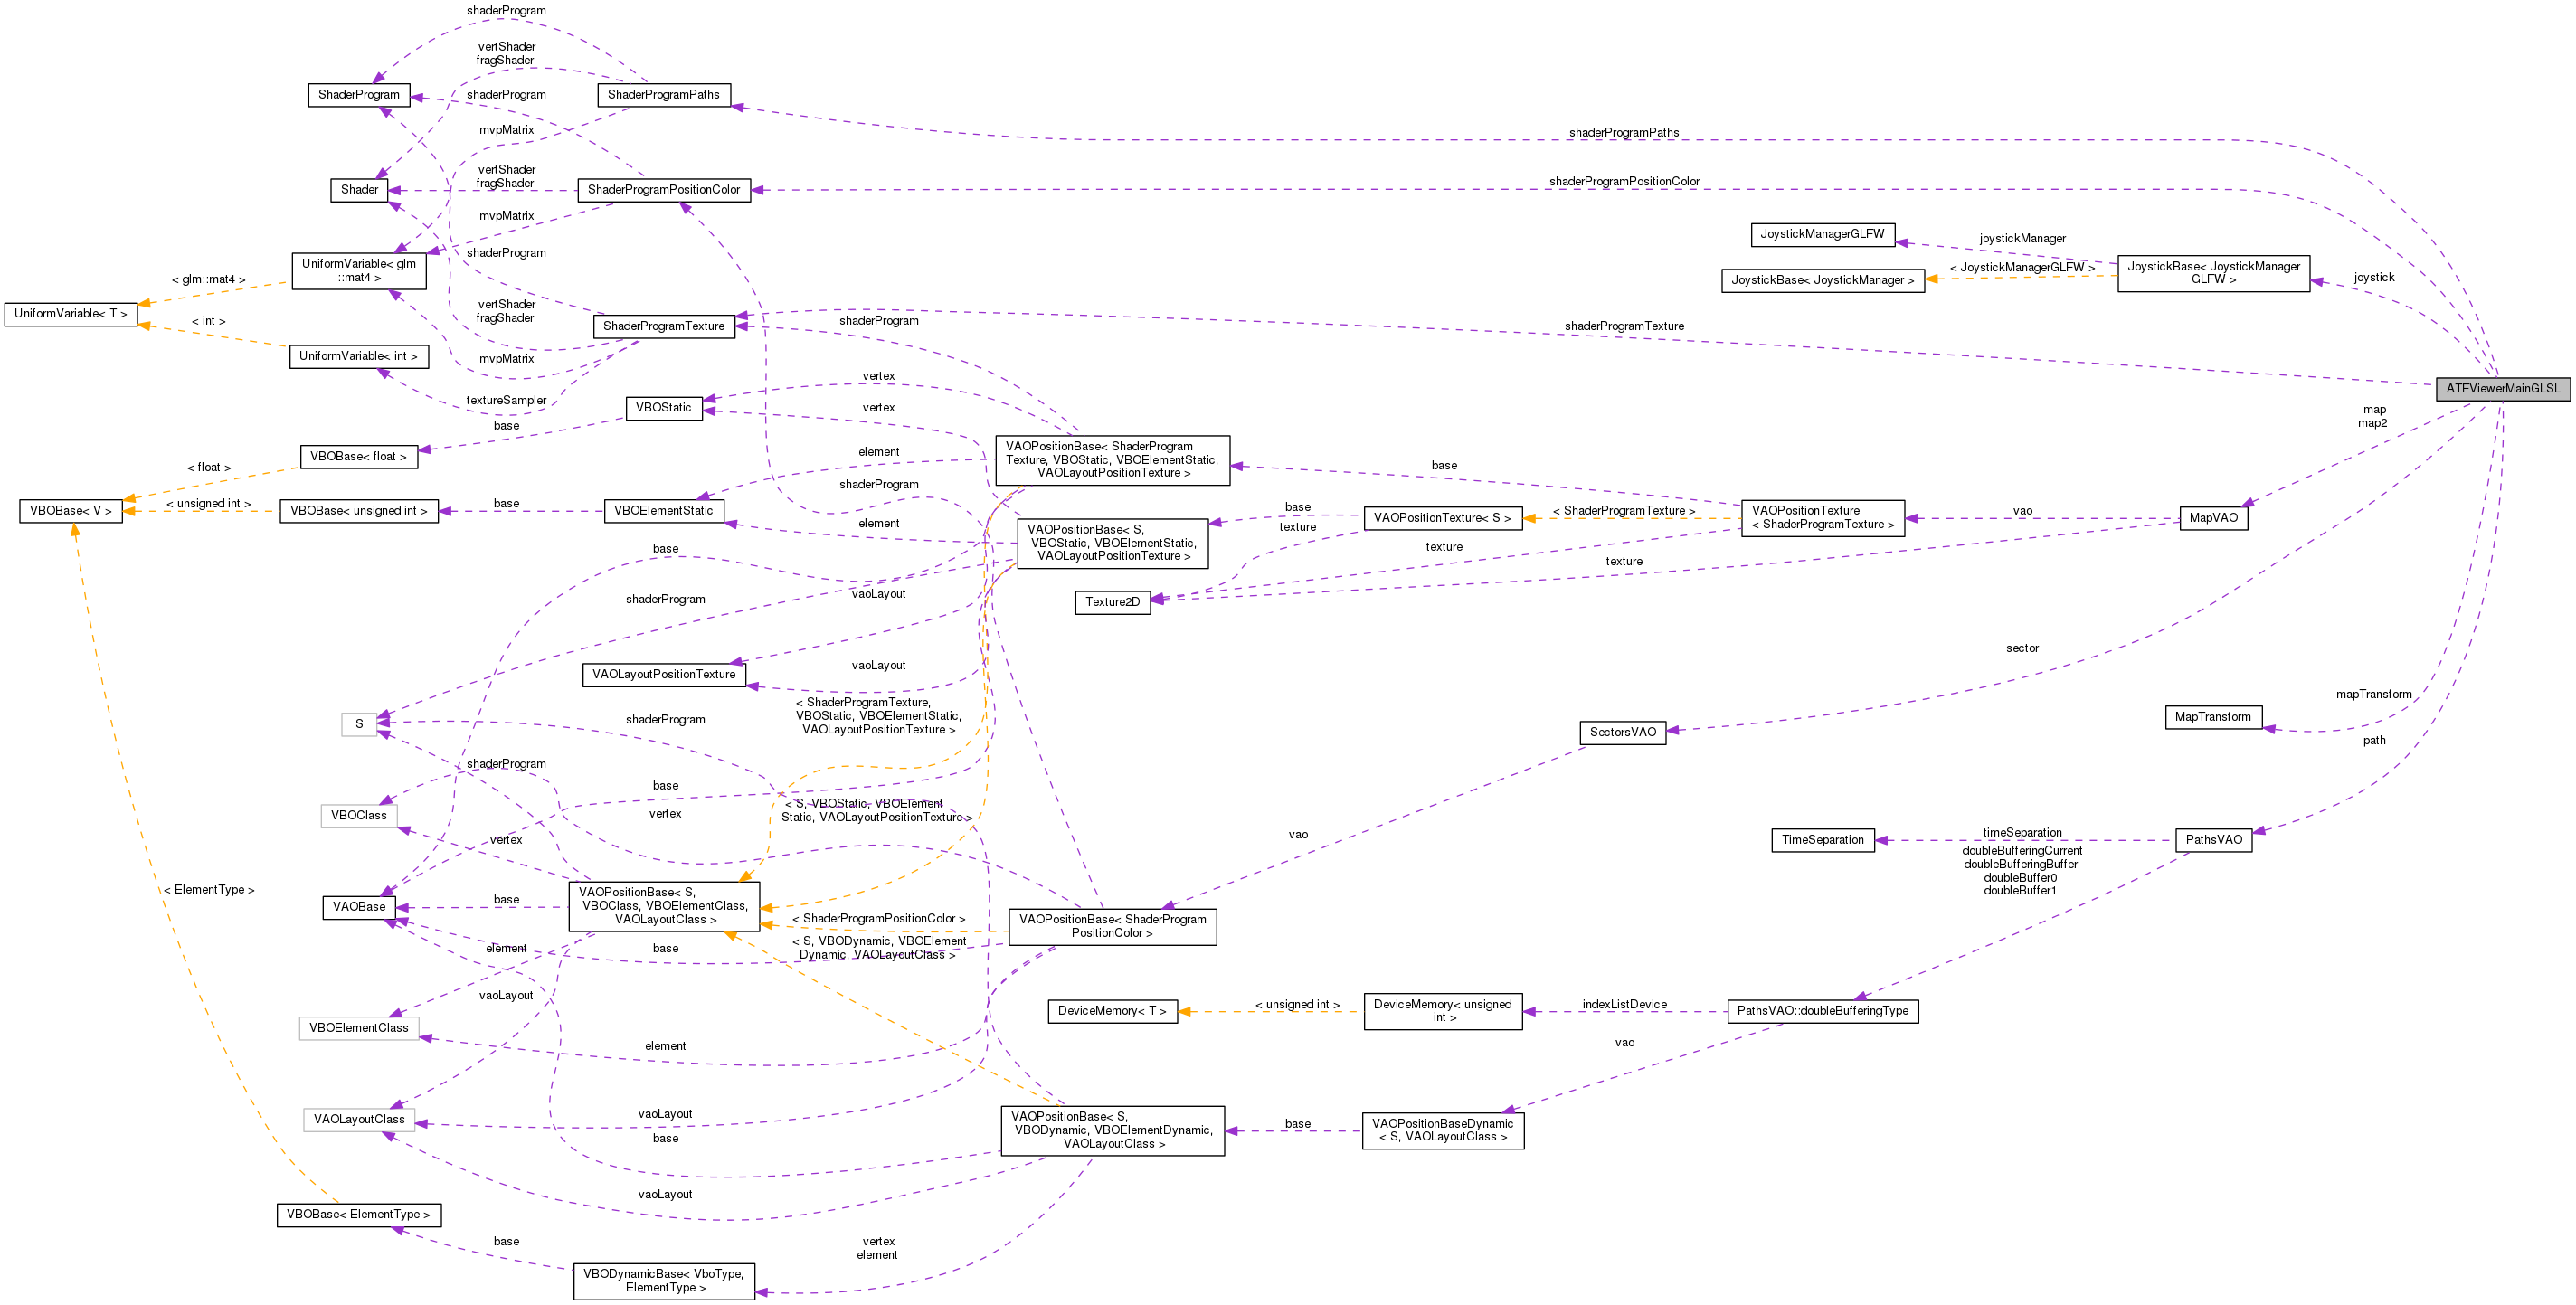 shaderProgram
vertShader
fragShader
ShaderProgram
shaderProgram
ShaderProgramPaths
mvpMatrix
shaderProgramPaths
Shader
vertShader
fragShader
ShaderProgramPositionColor
shaderProgramPositionColor
mvpMatrix
JoystickManagerGLFW
joystickManager
shaderProgram
UniformVariable< glm
::mat4 >
< glm::mat4 >
JoystickBase< JoystickManager >
< JoystickManagerGLFW >
JoystickBase< JoystickManager
GLFW >
joystick
UniformVariable< T >
< int >
vertShader
fragShader
ShaderProgramTexture
shaderProgram
shaderProgramTexture
UniformVariable< int >
mvpMatrix
textureSampler
vertex
ATFViewerMainGLSL
VBOStatic
vertex
map
map2
base
VBOBase< float >
< float >
element
VAOPositionBase< ShaderProgram
Texture, VBOStatic, VBOElementStatic,
VAOLayoutPositionTexture >
base
shaderProgram
VBOBase< V >
< unsigned int >
VBOBase< unsigned int >
base
VBOElementStatic
element
VAOPositionBase< S,
VBOStatic, VBOElementStatic,
VAOLayoutPositionTexture >
base
texture
VAOPositionTexture< S >
< ShaderProgramTexture >
VAOPositionTexture
< ShaderProgramTexture >
vao
MapVAO
base
texture
texture
shaderProgram
vaoLayout
Texture2D
sector
VAOLayoutPositionTexture
vaoLayout
mapTransform
S
shaderProgram
< ShaderProgramTexture,
VBOStatic, VBOElementStatic,
VAOLayoutPositionTexture >
SectorsVAO
MapTransform
path
shaderProgram
base
VBOClass
vertex
< S, VBOStatic, VBOElement
Static, VAOLayoutPositionTexture >
vertex
vao
TimeSeparation
timeSeparation
PathsVAO
doubleBufferingCurrent
doubleBufferingBuffer
doubleBuffer0
doubleBuffer1
< ElementType >
VAOBase
base
VAOPositionBase< S,
VBOClass, VBOElementClass,
VAOLayoutClass >
< ShaderProgramPositionColor >
VAOPositionBase< ShaderProgram
PositionColor >
element
base
< S, VBODynamic, VBOElement
Dynamic, VAOLayoutClass >
vaoLayout
VBOElementClass
element
DeviceMemory< T >
< unsigned int >
DeviceMemory< unsigned
int >
indexListDevice
PathsVAO::doubleBufferingType
vao
VAOLayoutClass
vaoLayout
base
VAOPositionBase< S,
VBODynamic, VBOElementDynamic,
VAOLayoutClass >
base
VAOPositionBaseDynamic
< S, VAOLayoutClass >
vaoLayout
VBOBase< ElementType >
base
vertex
element
VBODynamicBase< VboType,
ElementType >